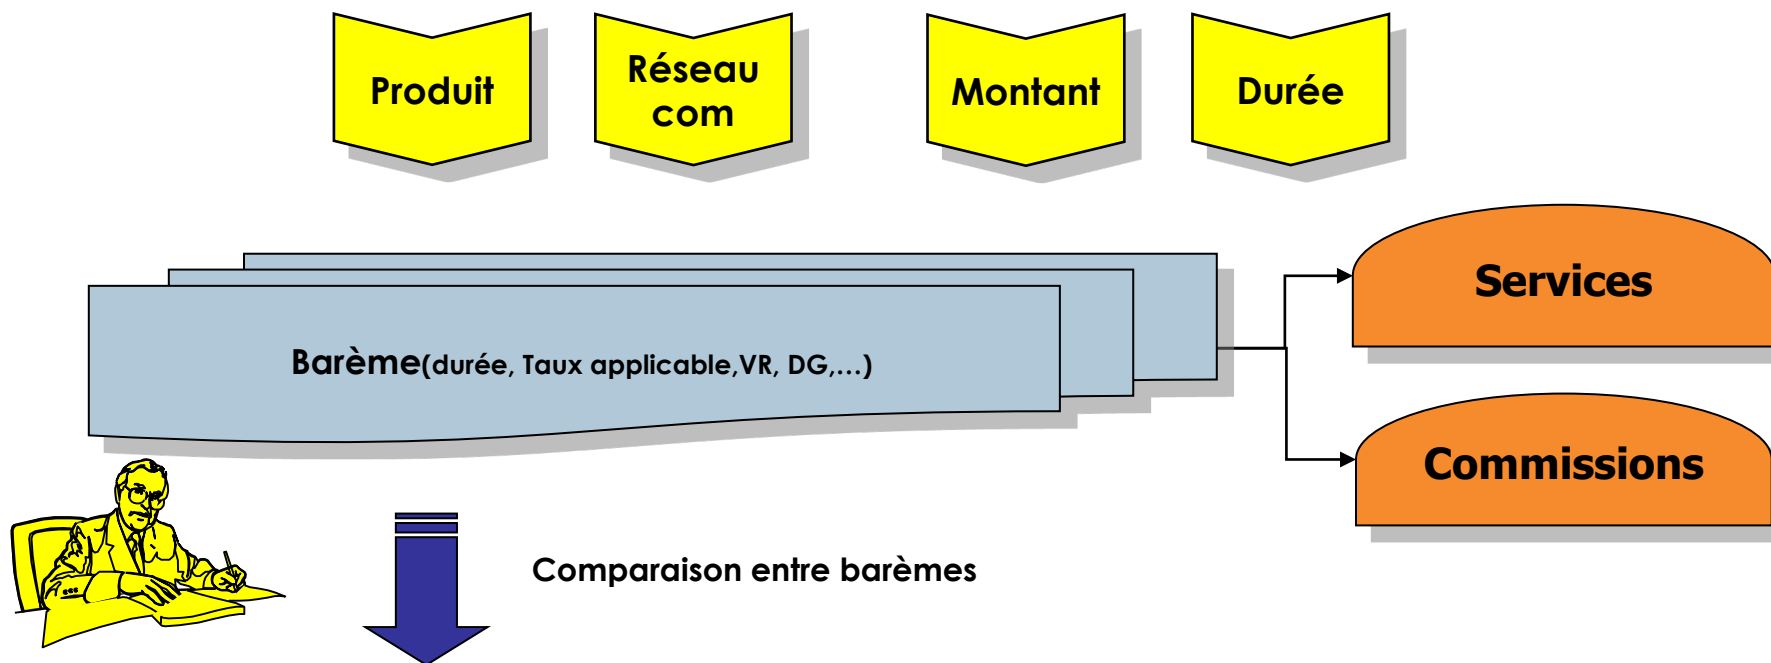 Produit
Réseau
com
Montant
Durée
Services
Barème(durée, Taux applicable,VR, DG,...)
Commissions
Comparaison entre barèmes